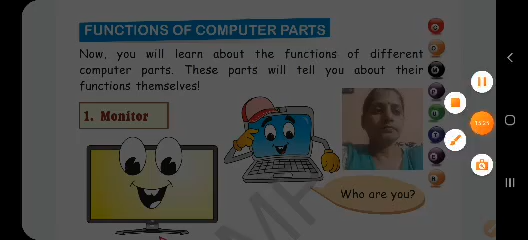 FUNCTIONS OF COMPUTER PARTS
Now, you will learn about the functions of different
computer parts. These parts will tell you about their
functions themselves!
1. Monitor
Who are you?